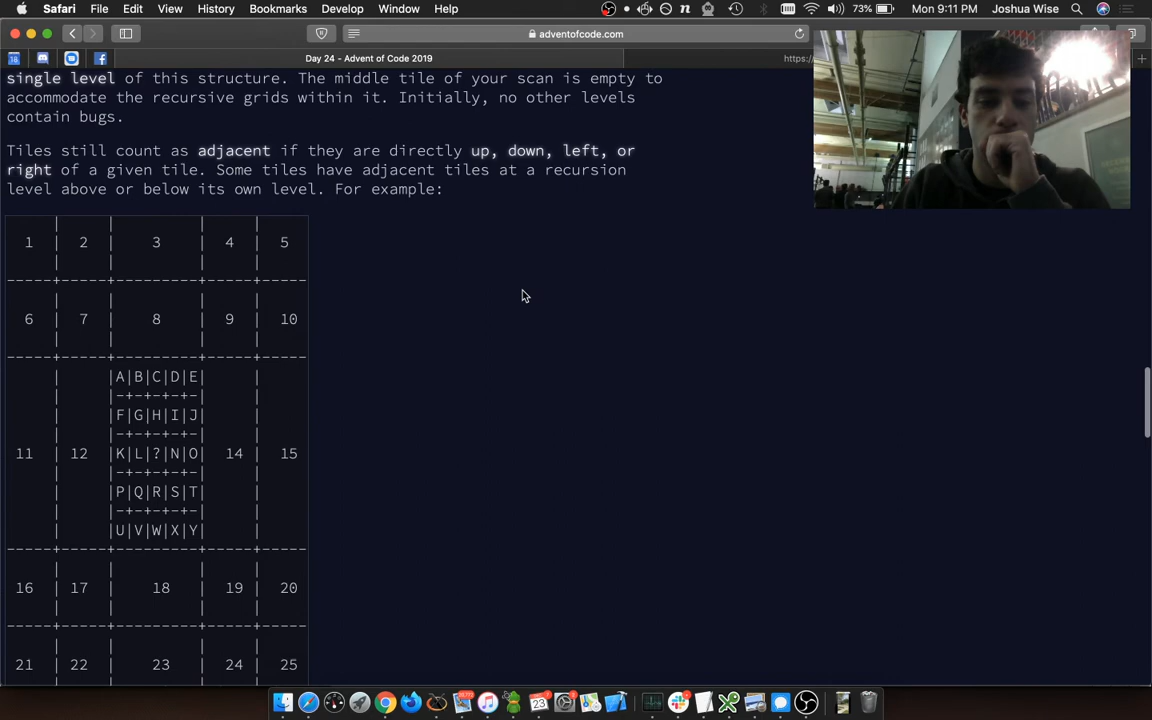 Safari File Edit View History Bookmarks Develop Window Help 73% Mon 9:11 PM Joshua Wise
adventofcode.com
Day 24 - Advent of Code 2019 https:/
single level of this structure. The middle tile of your scan is empty to
accommodate the recursive grids within it. Initially, no other levels
contain bugs.
Tiles still count as adjacent if they are directly up, down, left, or
right of a given tile. Some tiles have adjacent tiles at a recursion
level above or below its own level. For example:
| | | |
1 | 2 | 3 | 4 | 5
| | | |
-----+-----+---------+-----+-----
| | | |
6 | 7 | 8 | 9 | 10
| | | |
-----+-----+---------+-----+-----
| |A|B|C|D|E| |
| |-+-+-+-+-| |
| |F|G|H|I|J| |
| |-+-+-+-+-| |
11 | 12 |K|L|?|N|O| 14 | 15
| |-+-+-+-+-| |
| |P|Q|R|S|T| |
| |-+-+-+-+-| |
| |U|V|W|X|Y| |
-----+-----+---------+-----+-----
| | | |
16 | 17 | 18 | 19 | 20
| | | |
-----+-----+---------+-----+-----
| | | |
21 | 22 | 23 | 24 | 25